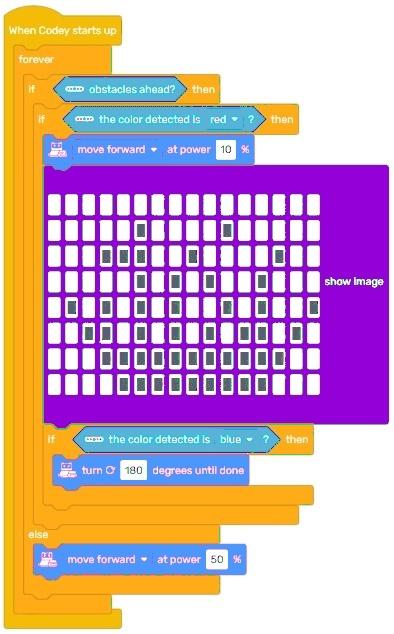 When Codey starts up
forever
if obstacles ahead? then
if the color detected is red ? then
move forward at power 10 %
show image
if the color detected is blue ? then
turn 180 degrees until done
else
move forward at power 50 %